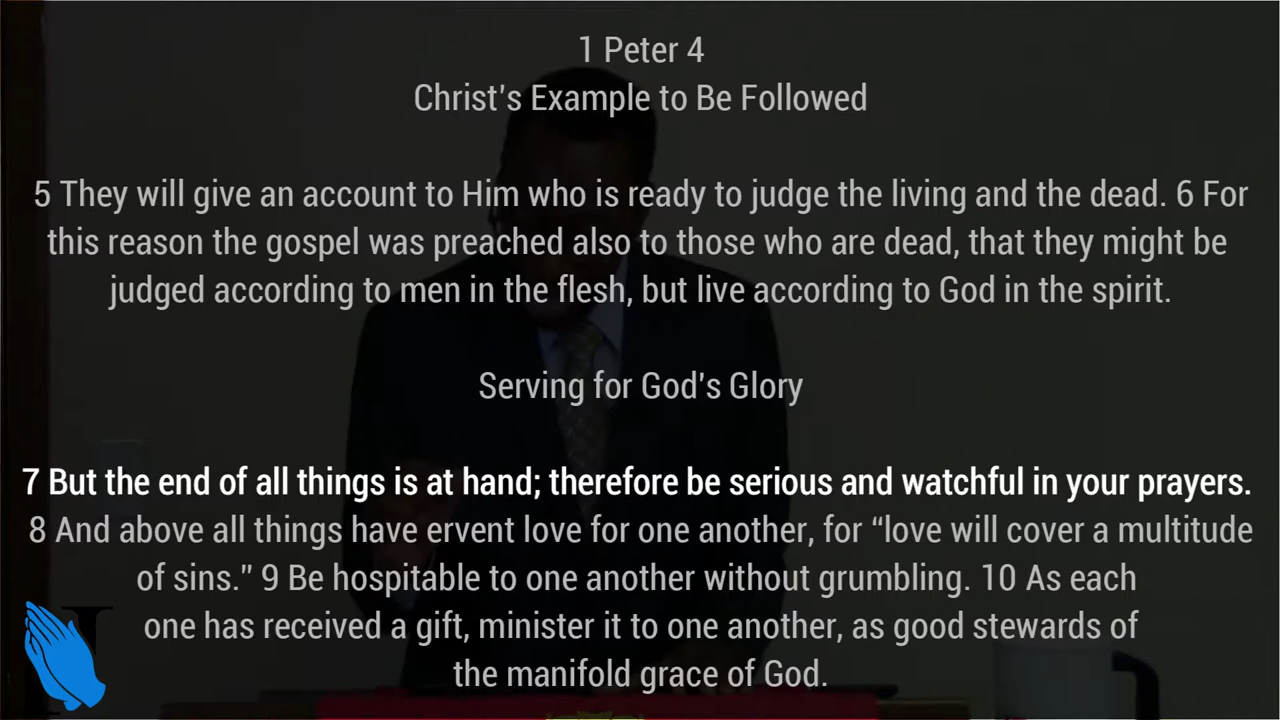 1 Peter 4
Christ's Example to Be Followed
5 They will give an account to Him who is ready to judge the living and the dead. 6 For
this reason the gospel was preached also to those who are dead, that they might be
judged according to men in the flesh, but live according to God in the spirit.
Serving for God's Glory
7 But the end of all things is at hand; therefore be serious and watchful in your prayers.
8 And above all things have ervent love for one another, for “love will cover a multitude
of sins.” 9 Be hospitable to one another without grumbling. 10 As each
one has received a gift, minister it to one another, as good stewards of
the manifold grace of God.